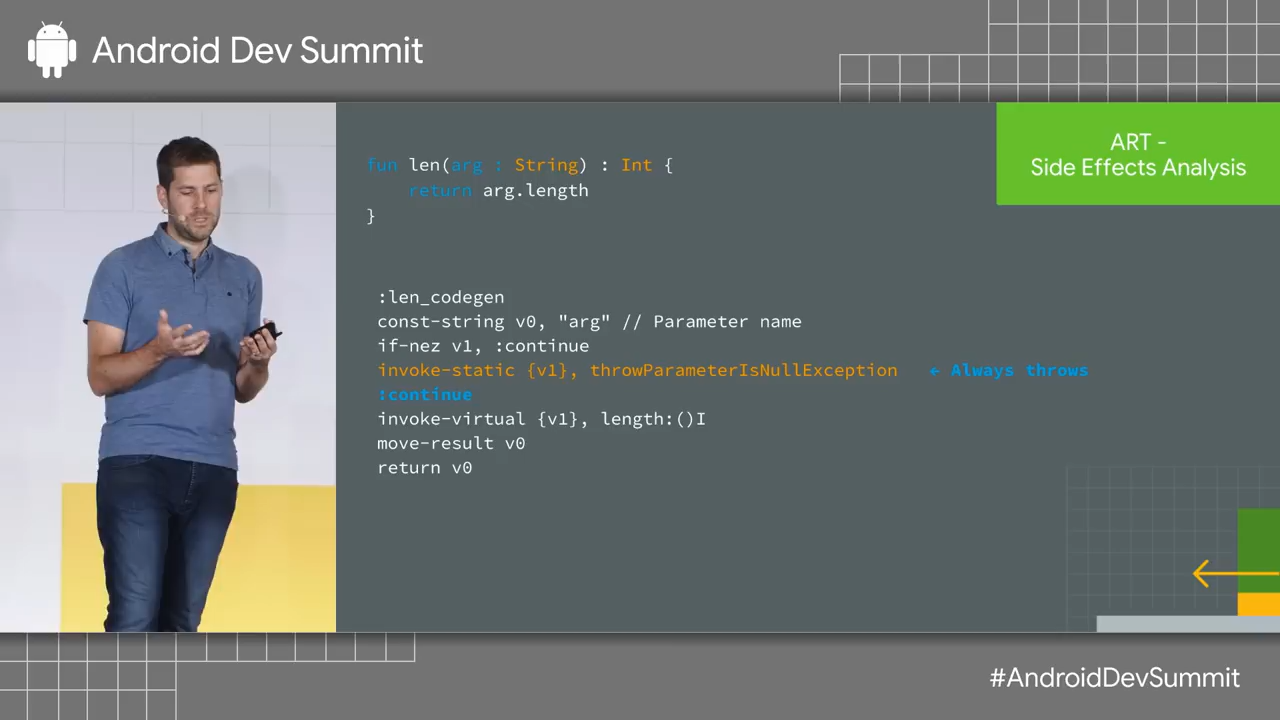 Android Dev Summit
ART -
Side Effects Analysis
fun len(arg : String) : Int {
return arg.length
}
:len_codegen
const-string v0, "arg" // Parameter name
if-nez v1, :continue
invoke-static {v1}, throwParameterIsNullException ← Always throws
:continue
invoke-virtual {v1}, length:()I
move-result v0
return v0
#AndroidDevSummit